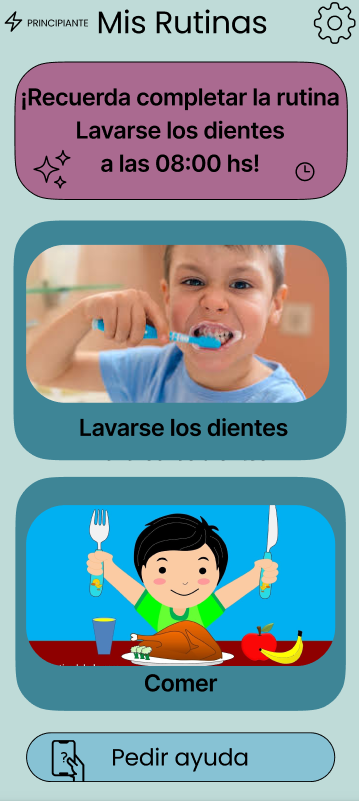 PRINCIPIANTE Mis Rutinas
¡Recuerda completar la rutina
Lavarse los dientes
a las 08:00 hs!
Lavarse los dientes
Comer
? Pedir ayuda